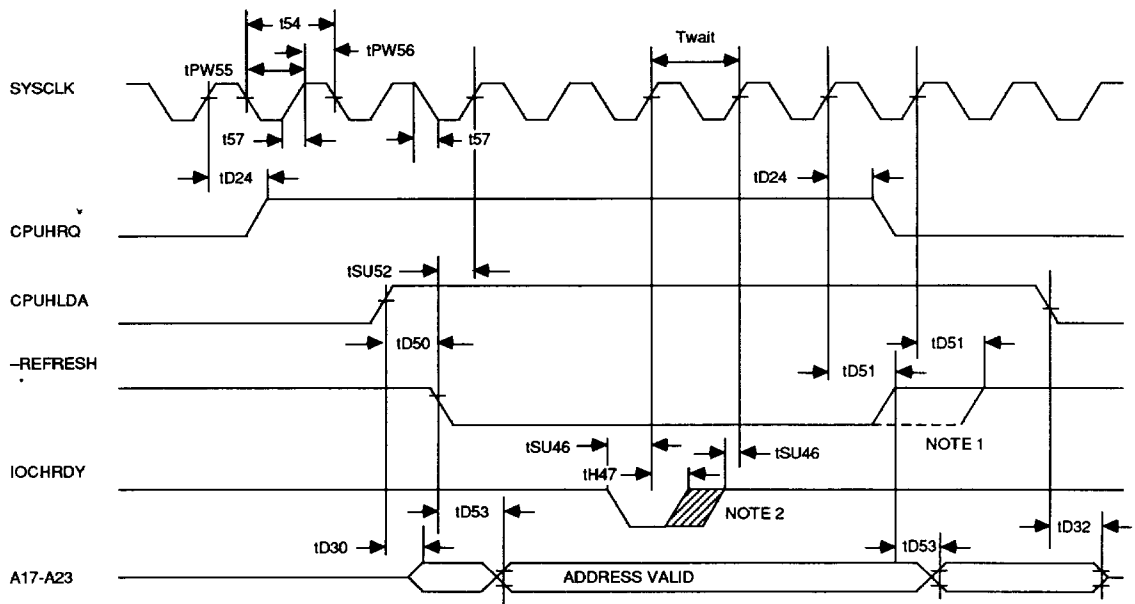 t54
Twait
tPW56
tPW55
SYSCLK
t57
t57
tD24
tD24
CPUHRQ
tSU52
CPUHLDA
tD50
tD51
–REFRESH
tD51
NOTE 1
tSU46
tSU46
tH47
IOCHRDY
tD53
NOTE 2
tD32
tD30
tD53
A17-A23
ADDRESS VALID